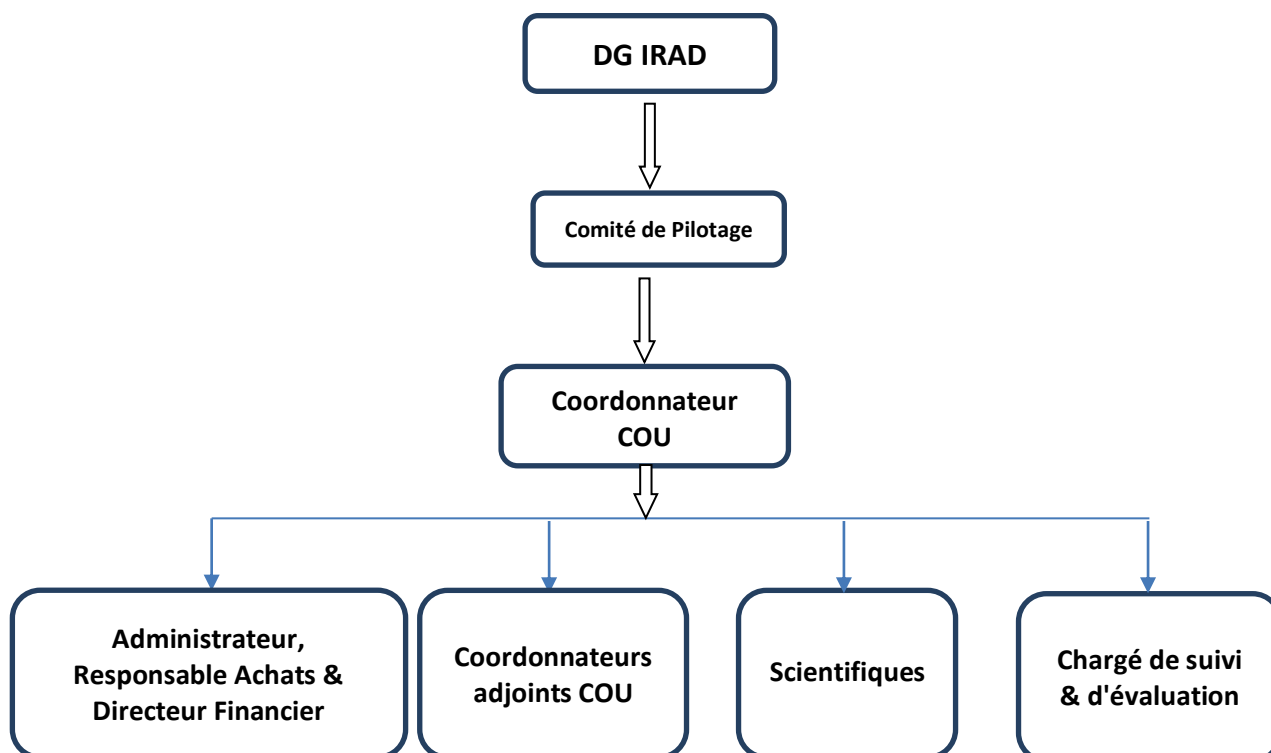 DG IRAD
Comité de Pilotage
Coordonnateur
COU
Administrateur,
Responsable Achats &
Directeur Financier
Coordonnateurs
adjoints COU
Scientifiques
Chargé de suivi
& d'évaluation